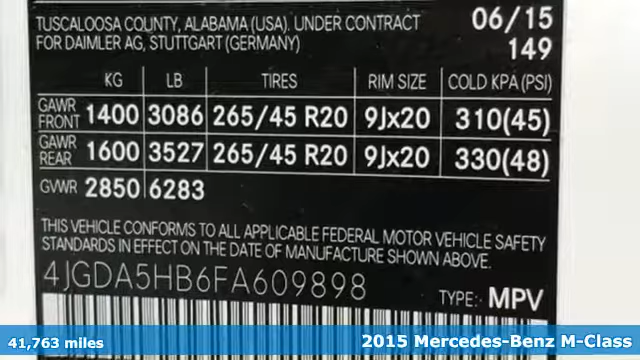 TUSCALOOSA COUNTY, ALABAMA (USA). UNDER CONTRACT 06/15
FOR DAIMLER AG, STUTTGART (GERMANY) 149
KG LB TIRES RIM SIZE COLD KPA (PSI)
GAWR FRONT 1400 3086 265/45 R20 9Jx20 310(45)
GAWR REAR 1600 3527 265/45 R20 9Jx20 330(48)
GVWR 2850 6283
THIS VEHICLE CONFORMS TO ALL APPLICABLE FEDERAL MOTOR VEHICLE SAFETY
STANDARDS IN EFFECT ON THE DATE OF MANUFACTURE SHOWN ABOVE.
4JGDA5HB6FA609898 TYPE: MPV
41,763 miles 2015 Mercedes-Benz M-Class